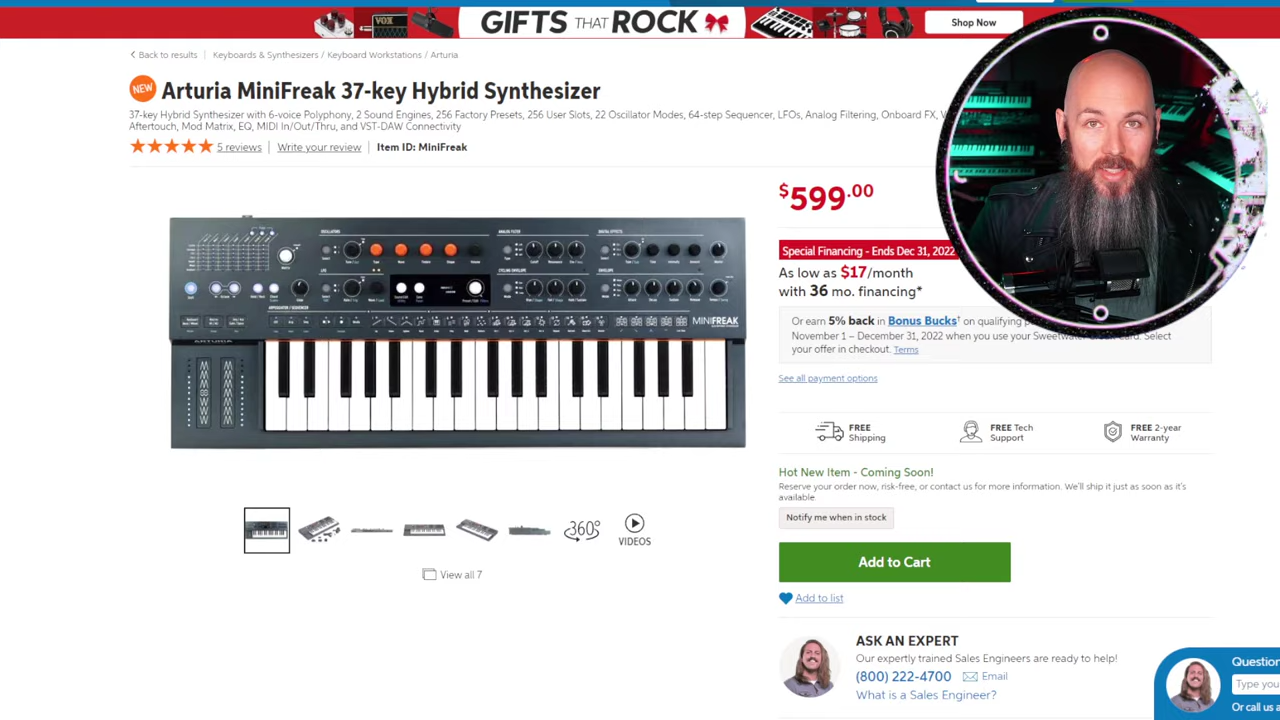 GIFTS THAT ROCK
Shop Now
Back to results
Keyboards & Synthesizers / Keyboard Workstations / Arturia
NEW
Arturia MiniFreak 37-key Hybrid Synthesizer
37-key Hybrid Synthesizer with 6-voice Polyphony, 2 Sound Engines, 256 Factory Presets, 256 User Slots, 22 Oscillator Modes, 64-step Sequencer, LFOs, Analog Filtering, Onboard FX,
Aftertouch, Mod Matrix, EQ, MIDI In/Out/Thru, and VST-DAW Connectivity
5 reviews
Write your review
Item ID: MiniFreak
$599.00
Special Financing - Ends Dec 31, 2022
As low as $17/month
with 36 mo. financing*
Or earn 5% back in Bonus Bucks† on qualifying
November 1 – December 31, 2022 when you use your Sweetwater Card. Select
your offer in checkout. Terms
See all payment options
FREE Shipping
FREE Tech Support
FREE 2-year Warranty
Hot New Item - Coming Soon!
Reserve your order now, risk-free, or contact us for more information. We'll ship it just as soon as it's
available.
Notify me when in stock
Add to Cart
Add to list
ASK AN EXPERT
Our expertly trained Sales Engineers are ready to help!
(800) 222-4700
Email
What is a Sales Engineer?
MINIFREAK
360°
VIDEOS
View all 7
Question
Type you
Or call us a